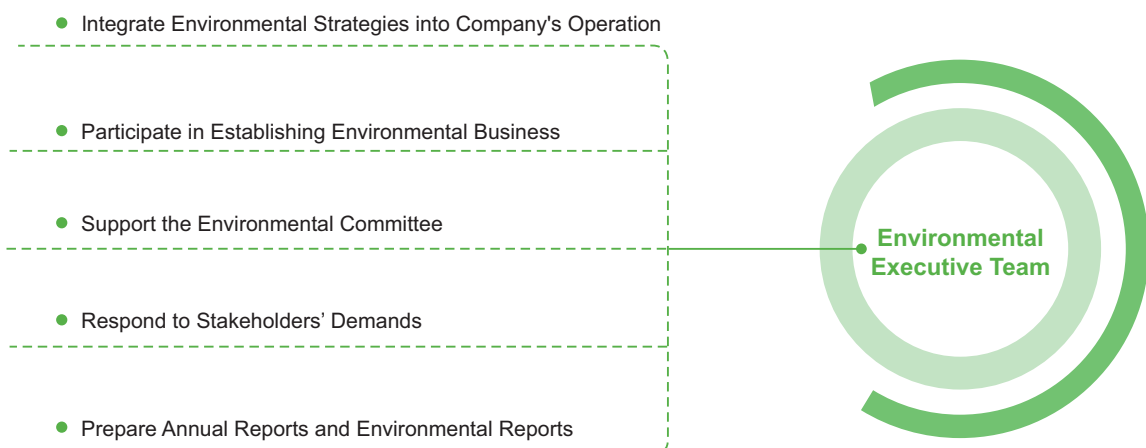 Integrate Environmental Strategies into Company's Operation
Participate in Establishing Environmental Business
Support the Environmental Committee
Environmental
Executive Team
Respond to Stakeholders’ Demands
Prepare Annual Reports and Environmental Reports